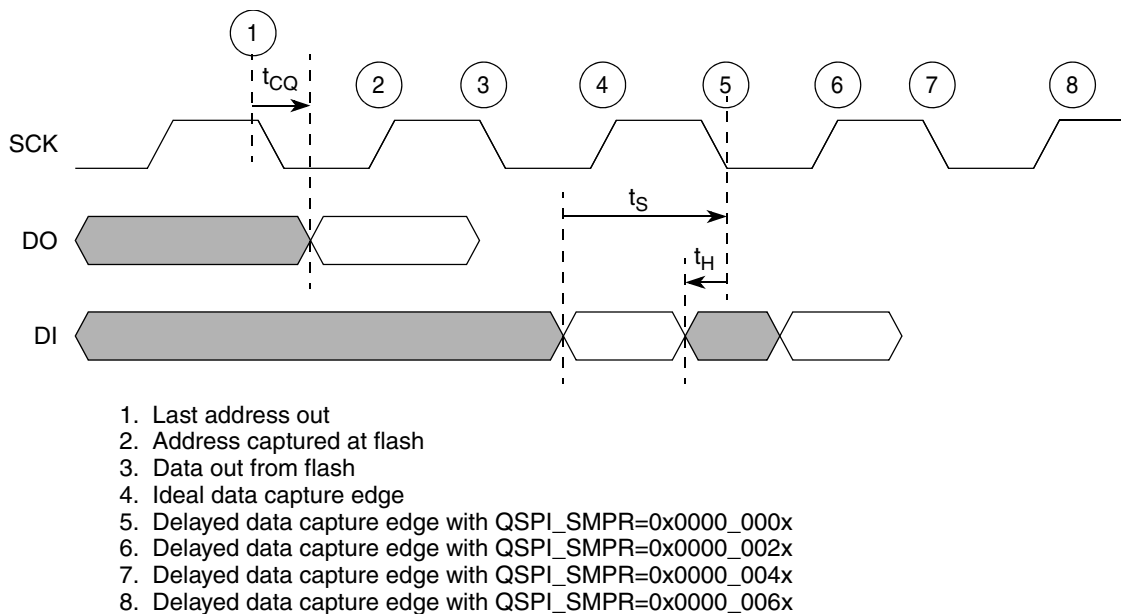 1
tCQ
2
3
4
5
6
7
8
SCK
tS
DO
tH
DI
1. Last address out
2. Address captured at flash
3. Data out from flash
4. Ideal data capture edge
5. Delayed data capture edge with QSPI_SMPR=0x0000_000x
6. Delayed data capture edge with QSPI_SMPR=0x0000_002x
7. Delayed data capture edge with QSPI_SMPR=0x0000_004x
8. Delayed data capture edge with QSPI_SMPR=0x0000_006x